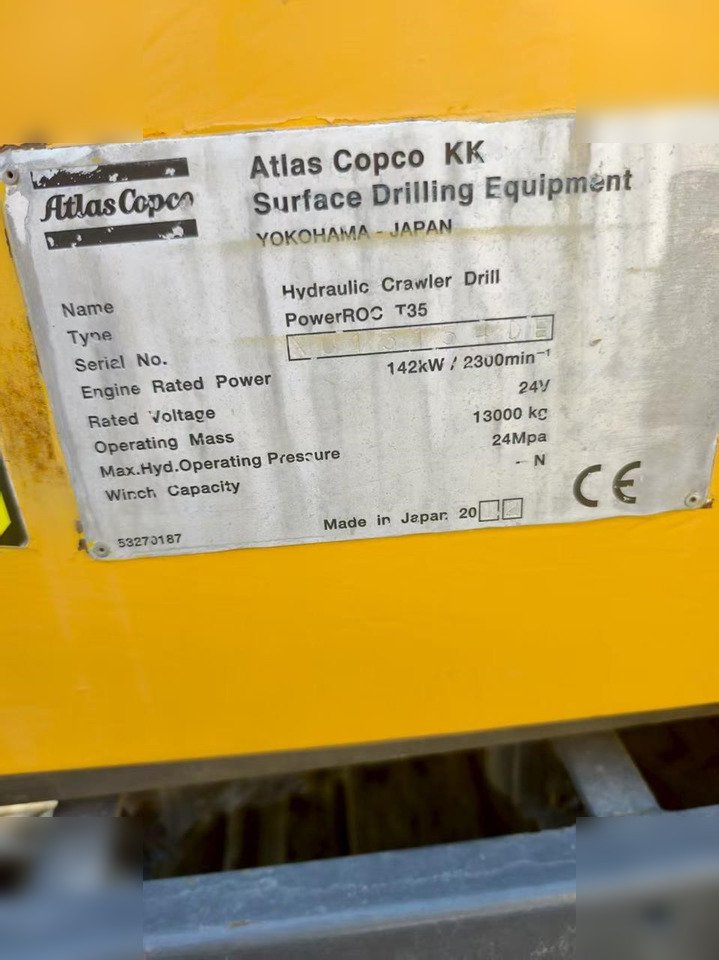 Atlas Copco
Atlas Copco KK
Surface Drilling Equipment
YOKOHAMA - JAPAN
Name Hydraulic Crawler Drill
Type PowerROC T35
Serial No.
Engine Rated Power 142kW / 2300min⁻¹
Rated Voltage 24V
Operating Mass 13000 kg
Max.Hyd.Operating Pressure 24Mpa
Winch Capacity - N
CE
Made in Japan 20
53270187